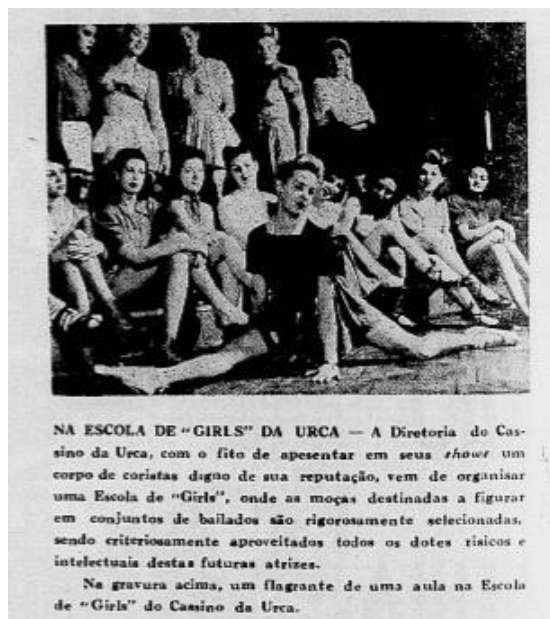 NA ESCOLA DE “GIRLS” DA URCA — A Diretoria do Cas-
sino da Urca, com o fito de apesentar em seus shows um
corpo de coristas digno de sua reputação, vem de organisar
uma Escola de “Girls”, onde as moças destinadas a figurar
em conjuntos de bailados são rigorosamente selecionadas,
sendo criteriosamente aproveitados todos os dotes risicos e
intelectuais destas futuras atrizes.
Na gravura acima, um flagrante de uma aula na Escola
de “Girls” do Cassino da Urca.